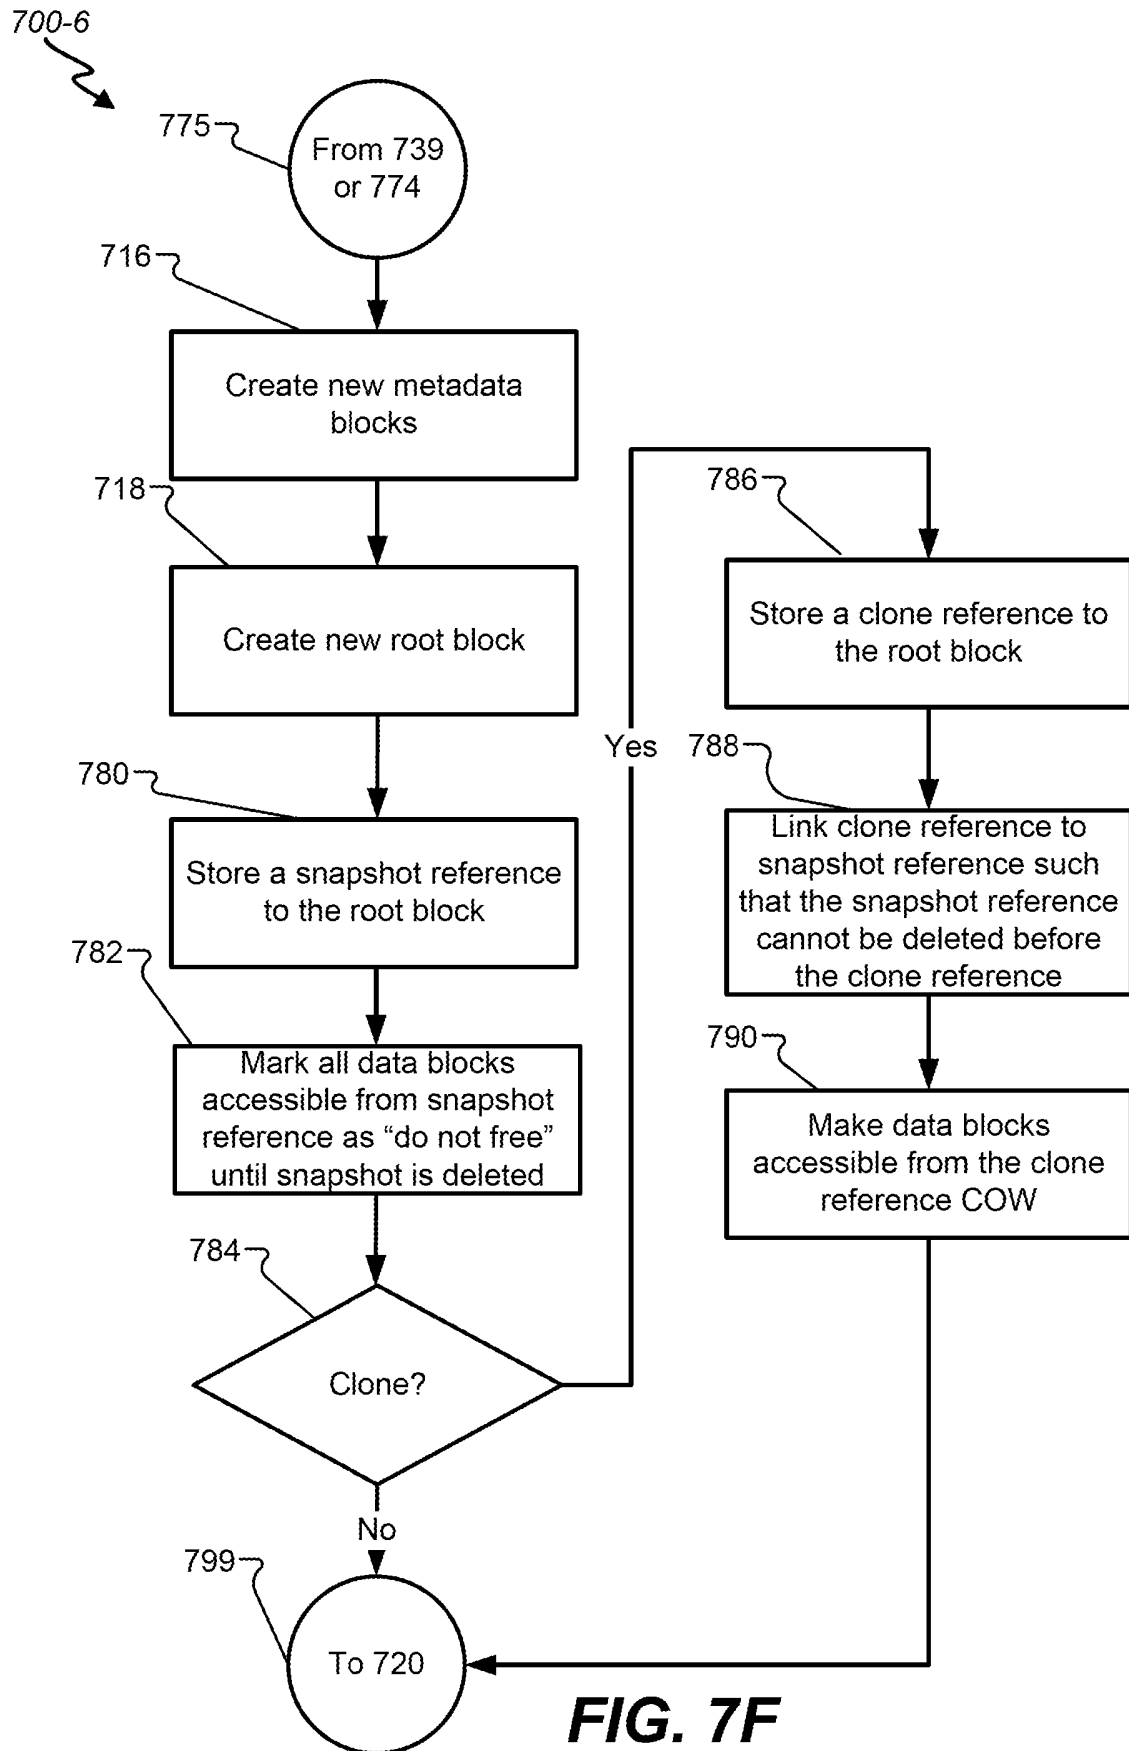 700-6
775
From 739
or 774
716
Create new metadata
blocks
718
Create new root block
780
Store a snapshot reference
to the root block
782
Mark all data blocks
accessible from snapshot
reference as “do not free”
until snapshot is deleted
784
Clone?
No
799
To 720
Yes
786
Store a clone reference to
the root block
788
Link clone reference to
snapshot reference such
that the snapshot reference
cannot be deleted before
the clone reference
790
Make data blocks
accessible from the clone
reference COW
FIG. 7F